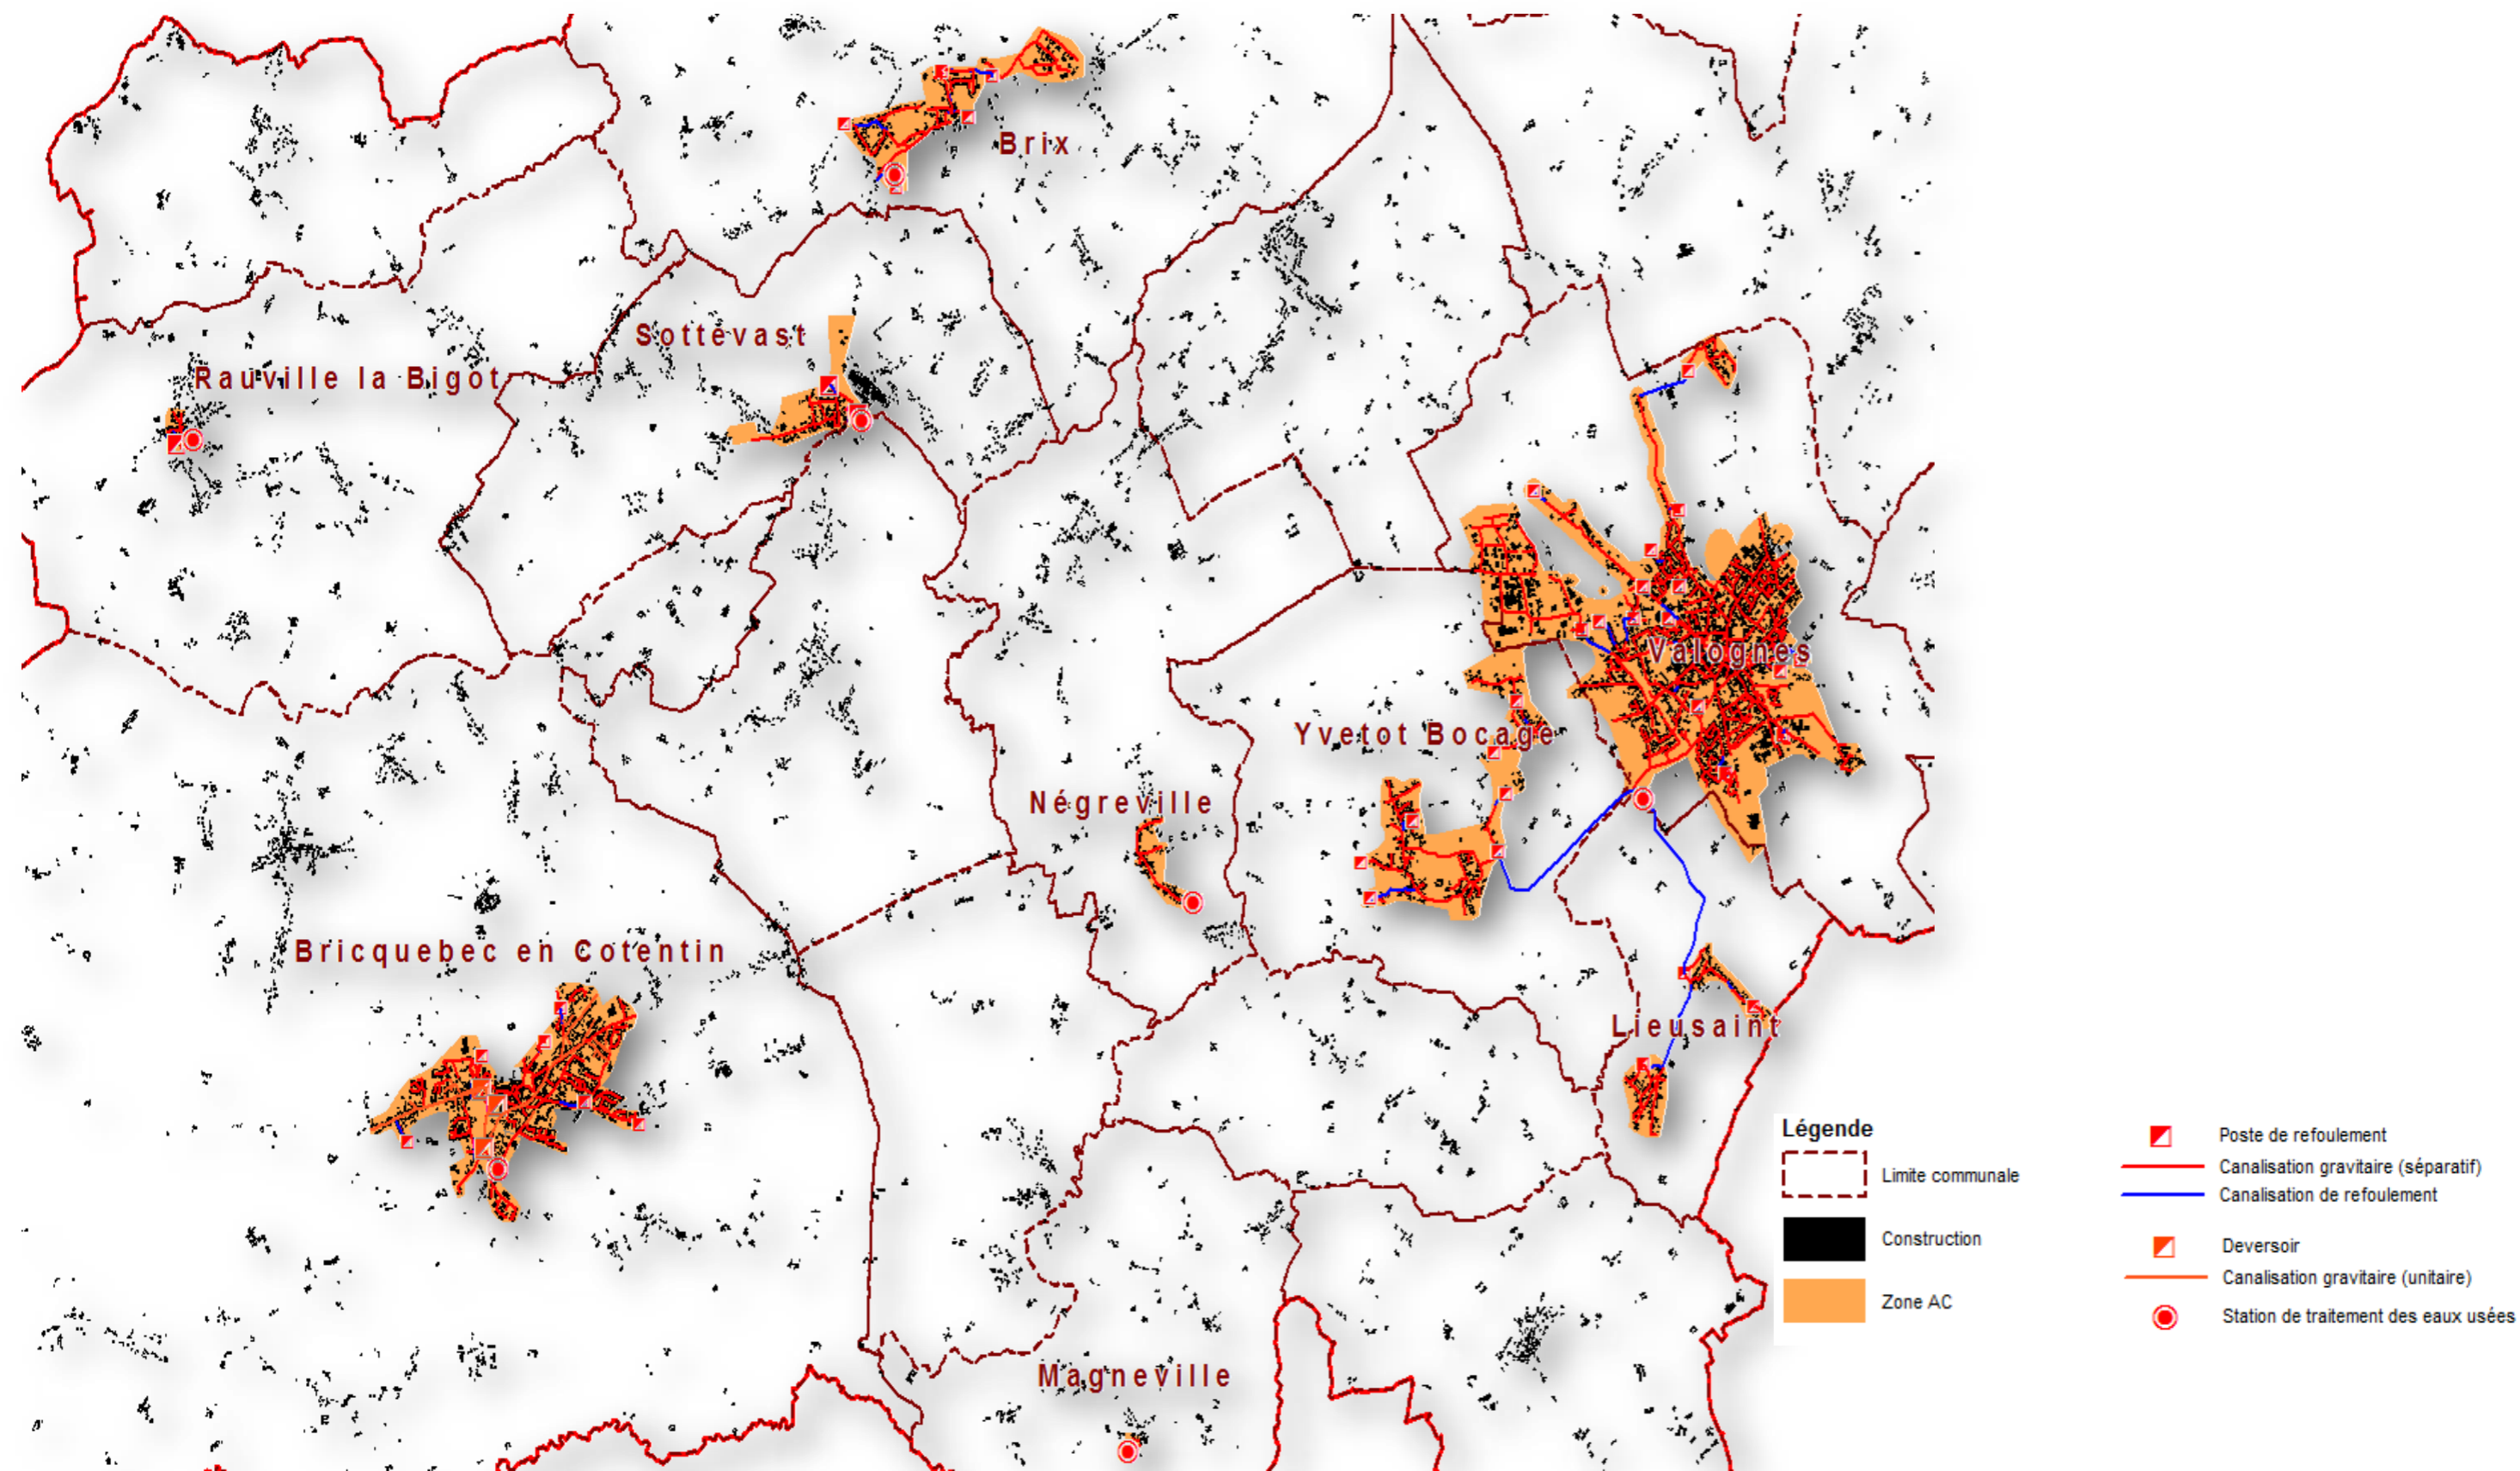 Brix
Sottevast
Rauville la Bigot
Valognes
Yvetot Bocage
Négreville
Bricquebec en Cotentin
Lieusaint
Magneville
Légende
Limite communale
Construction
Zone AC
Poste de refoulement
Canalisation gravitaire (séparatif)
Canalisation de refoulement
Deversoir
Canalisation gravitaire (unitaire)
Station de traitement des eaux usées